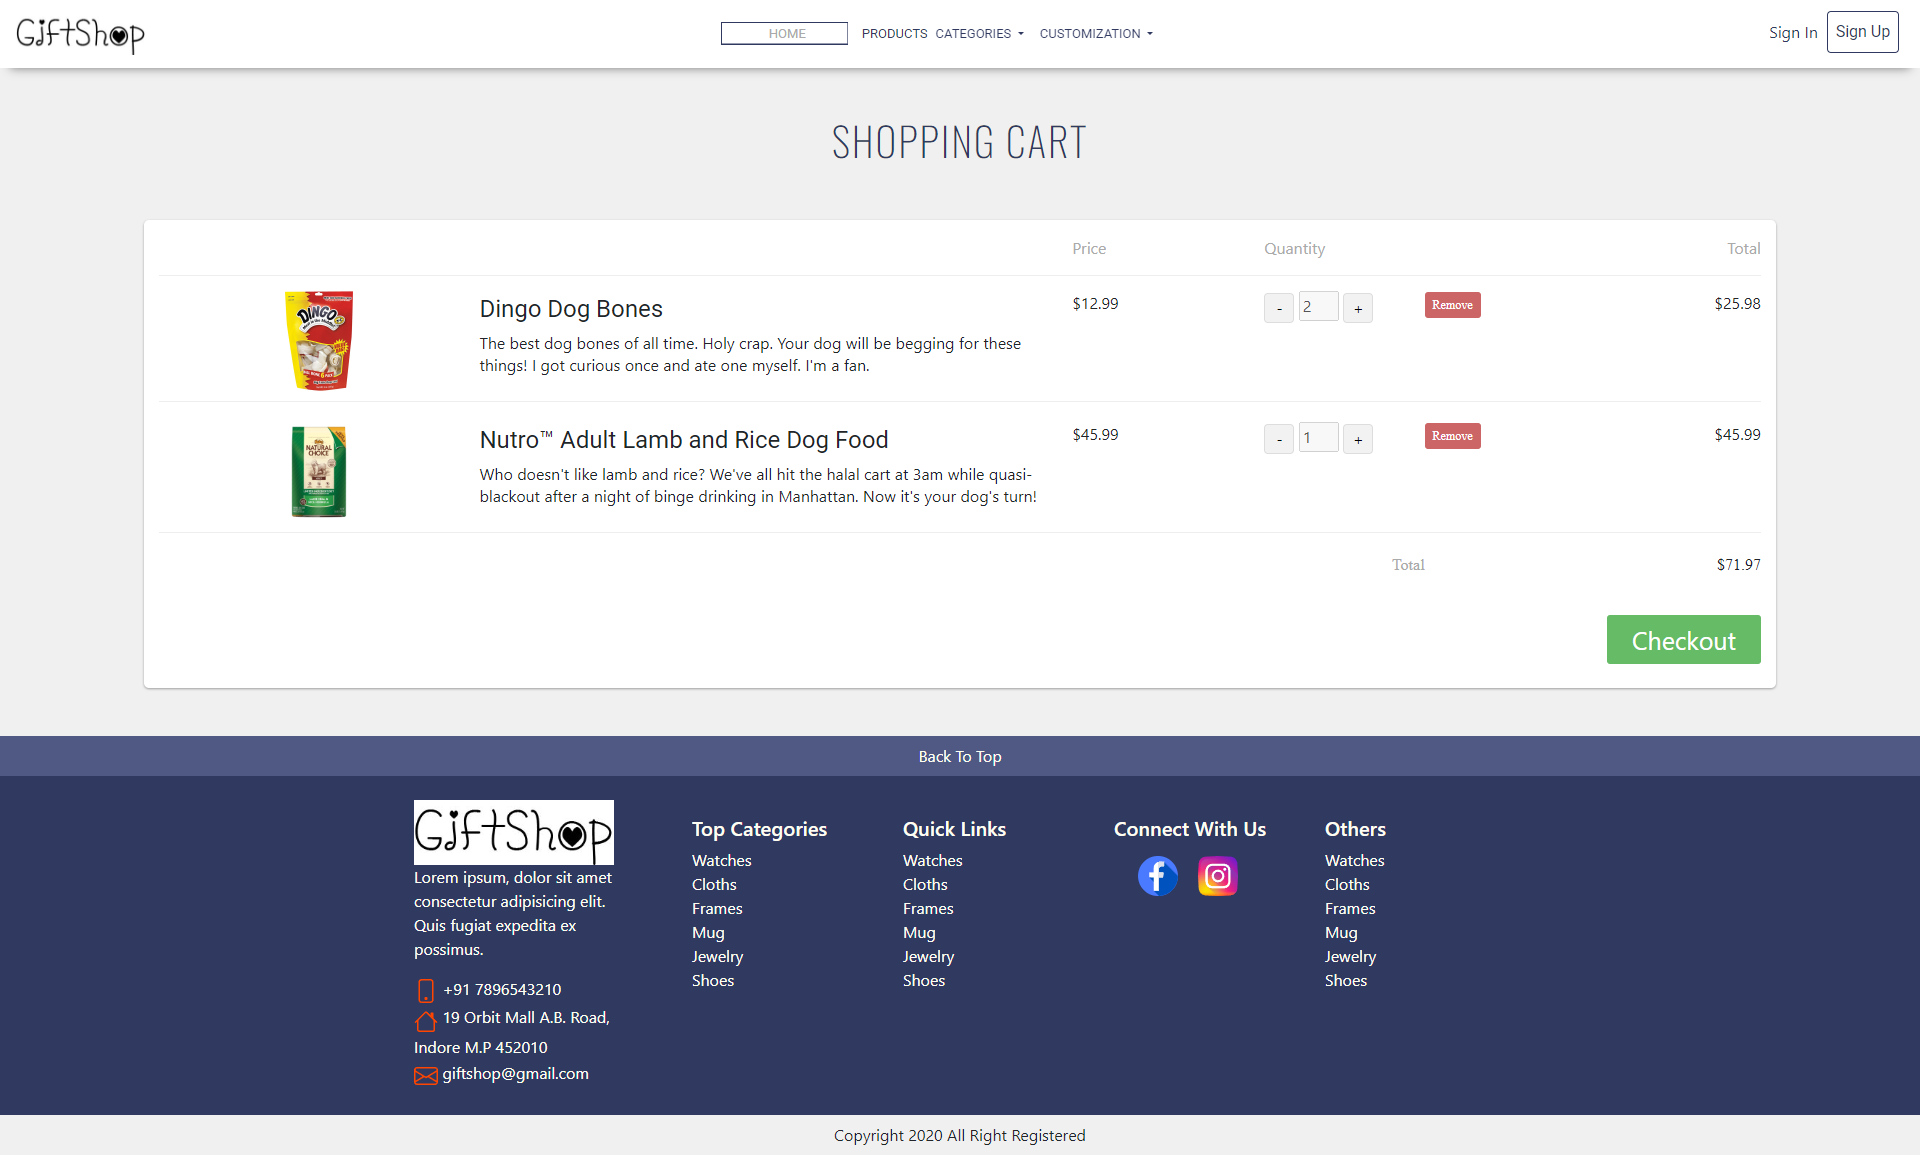 GiftShop
HOME PRODUCTS CATEGORIES CUSTOMIZATION
Sign In Sign Up
SHOPPING CART
Price Quantity Total
DINGO
Dingo Dog Bones
The best dog bones of all time. Holy crap. Your dog will be begging for these
things! I got curious once and ate one myself. I'm a fan.
$12.99 - 2 + Remove $25.98
NATURAL
CHOICE
Nutro™ Adult Lamb and Rice Dog Food
Who doesn't like lamb and rice? We've all hit the halal cart at 3am while quasi-
blackout after a night of binge drinking in Manhattan. Now it's your dog's turn!
$45.99 - 1 + Remove $45.99
Total $71.97
Checkout
Back To Top
GiftShop
Lorem ipsum, dolor sit amet
consectetur adipisicing elit.
Quis fugiat expedita ex
possimus.
+91 7896543210
19 Orbit Mall A.B. Road,
Indore M.P 452010
giftshop@gmail.com
Top Categories
Watches
Cloths
Frames
Mug
Jewelry
Shoes
Quick Links
Watches
Cloths
Frames
Mug
Jewelry
Shoes
Connect With Us
Others
Watches
Cloths
Frames
Mug
Jewelry
Shoes
Copyright 2020 All Right Registered